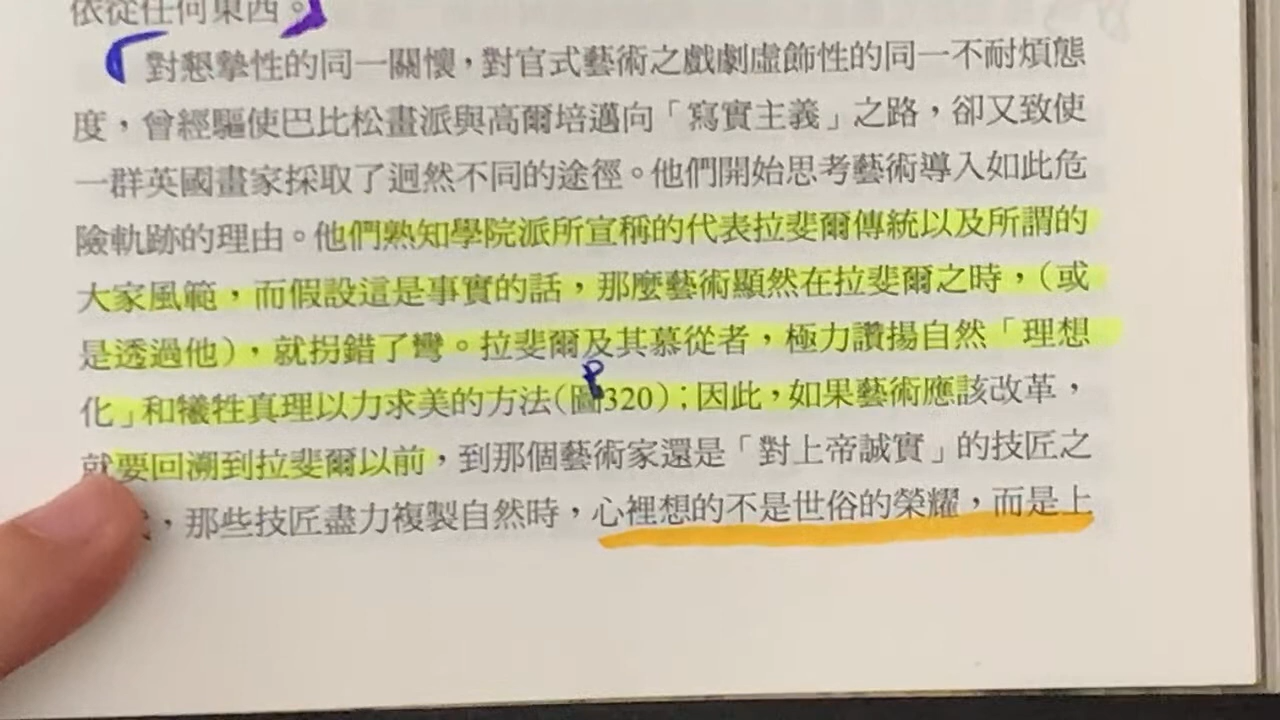 依從任何東西。
對懇摯性的同一關懷，對官式藝術之戲劇虛飾性的同一不耐煩態
度，曾經驅使巴比松畫派與高爾培邁向「寫實主義」之路，卻又致使
一群英國畫家採取了迥然不同的途徑。他們開始思考藝術導入如此危
險軌跡的理由。他們熟知學院派所宣稱的代表拉斐爾傳統以及所謂的
大家風範，而假設這是事實的話，那麼藝術顯然在拉斐爾之時，（或
是透過他），就拐錯了彎。拉斐爾及其慕從者，極力讚揚自然「理想
化」和犧牲真理以力求美的方法（圖320）；因此，如果藝術應該改革，
就要回溯到拉斐爾以前，到那個藝術家還是「對上帝誠實」的技匠之
，那些技匠盡力複製自然時，心裡想的不是世俗的榮耀，而是上